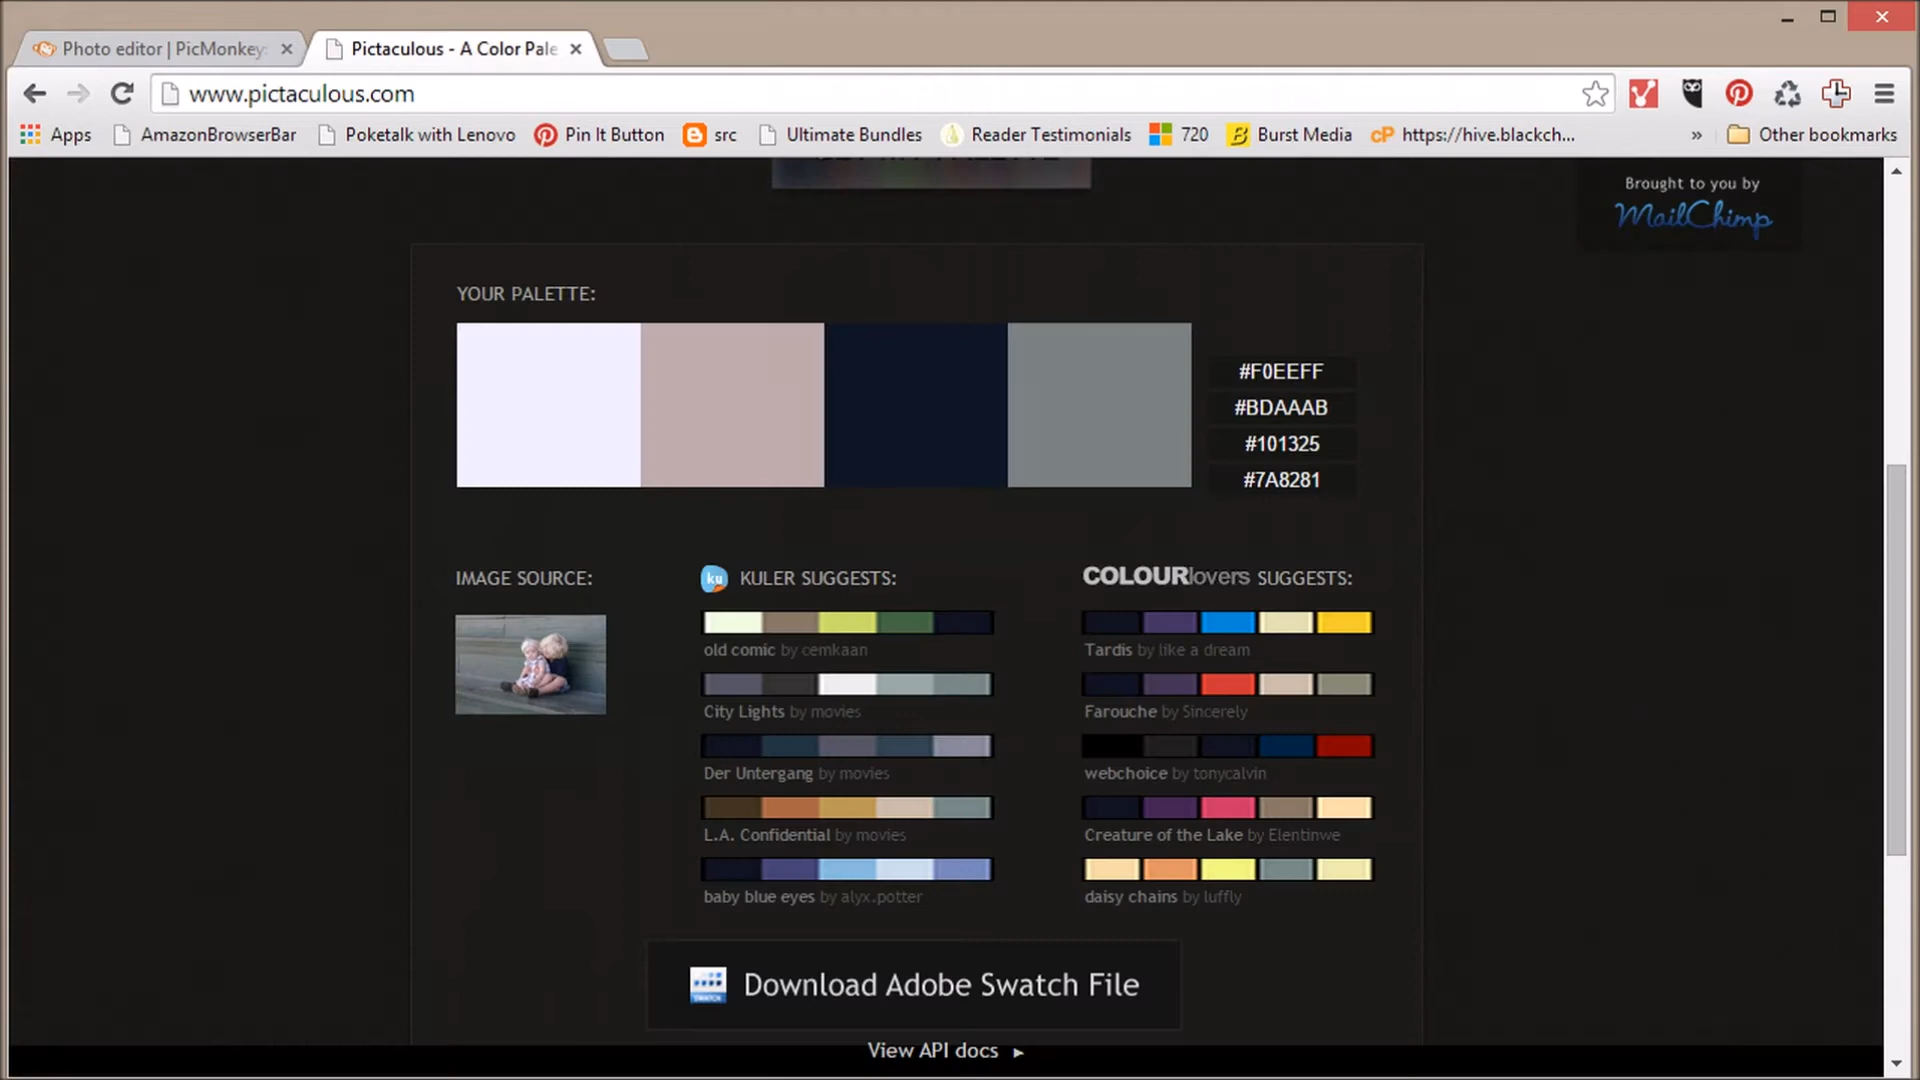 Photo editor | PicMonkey:
Pictaculous - A Color Pale
www.pictaculous.com
Apps AmazonBrowserBar Poketalk with Lenovo Pin It Button src Ultimate Bundles Reader Testimonials 720 Burst Media cP https://hive.blackch... » Other bookmarks
Brought to you by
MailChimp
YOUR PALETTE:
#F0EEFF
#BDAAAB
#101325
#7A8281
IMAGE SOURCE:
ku KULER SUGGESTS:
old comic by cemkaan
City Lights by movies
Der Untergang by movies
L.A. Confidential by movies
baby blue eyes by alyx.potter
COLOURlovers SUGGESTS:
Tardis by like a dream
Farouche by Sincerely
webchoice by tonycalvin
Creature of the Lake by Elentinwe
daisy chains by luffly
SWATCH Download Adobe Swatch File
View API docs ►